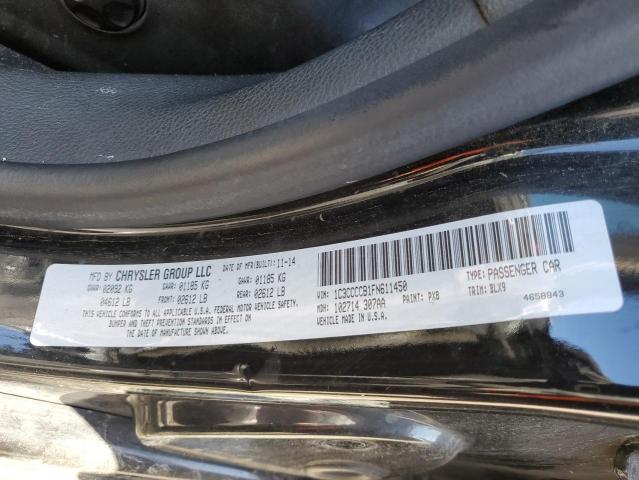 MFD BY CHRYSLER GROUP LLC DATE OF MFR(BUILT): 11-14
GVWR: 02092 KG GAWR: 01185 KG GAWR: 01185 KG
04612 LB FRONT: 02612 LB REAR: 02612 LB
THIS VEHICLE CONFORMS TO ALL APPLICABLE U.S.A. FEDERAL MOTOR VEHICLE SAFETY,
BUMPER AND THEFT PREVENTION STANDARDS IN EFFECT ON
THE DATE OF MANUFACTURE SHOWN ABOVE.
VIN: 1C3CCCCB1FN611450 TYPE: PASSENGER CAR
MDH: 102714 307AA PAINT: PX8 TRIM: BLX9
VEHICLE MADE IN U.S.A. 4658843